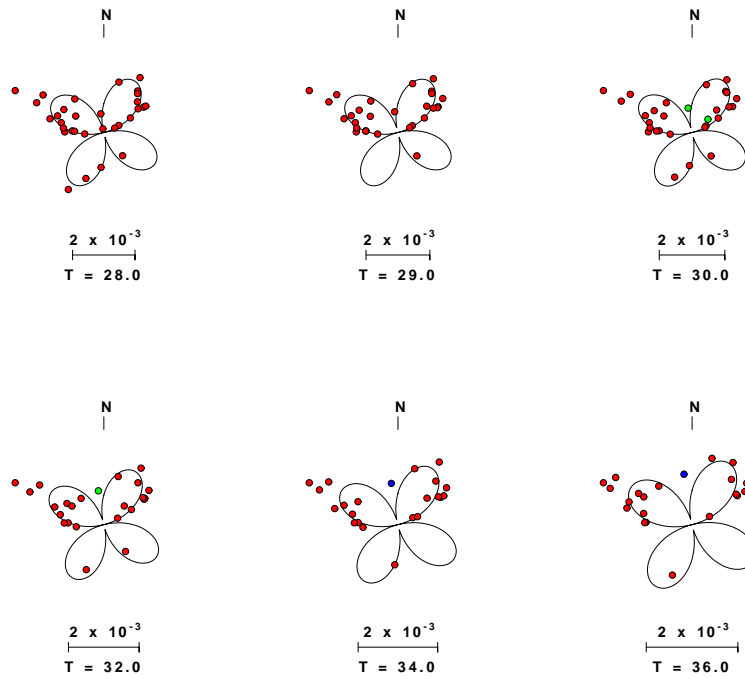 N N N
2 x 10-3 2 x 10-3 2 x 10-3
T = 28.0 T = 29.0 T = 30.0
N N N
2 x 10-3 2 x 10-3 2 x 10-3
T = 32.0 T = 34.0 T = 36.0